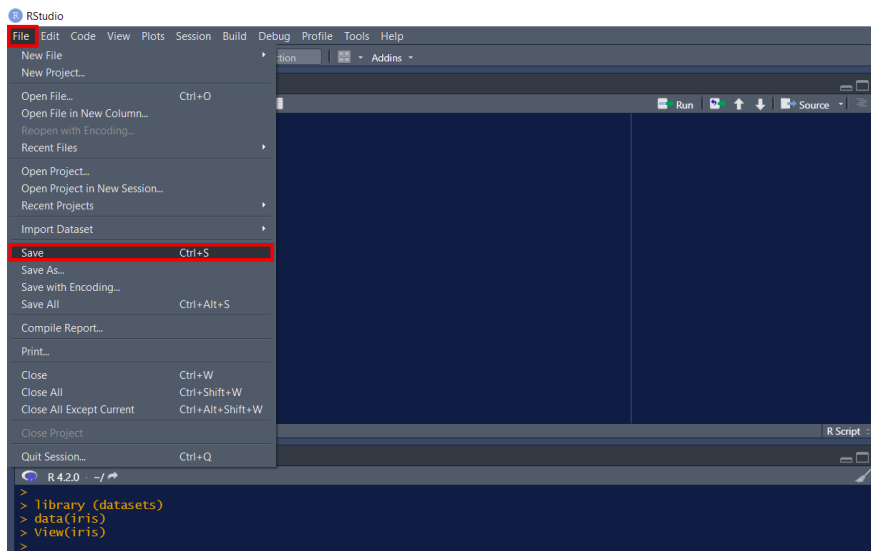 RStudio
File Edit Code View Plots Session Build Debug Profile Tools Help
New File
Addins
New Project...
Open File... Ctrl+O
Open File in New Column...
Run Source
Reopen with Encoding...
Recent Files
Open Project...
Open Project in New Session...
Recent Projects
Import Dataset
Save Ctrl+S
Save As...
Save with Encoding...
Save All Ctrl+Alt+S
Compile Report...
Print...
Close Ctrl+W
Close All Ctrl+Shift+W
Close All Except Current Ctrl+Alt+Shift+W
Close Project
R Script
Quit Session... Ctrl+Q
R 4.2.0 · ~/
>
> library (datasets)
> data(iris)
> View(iris)
>